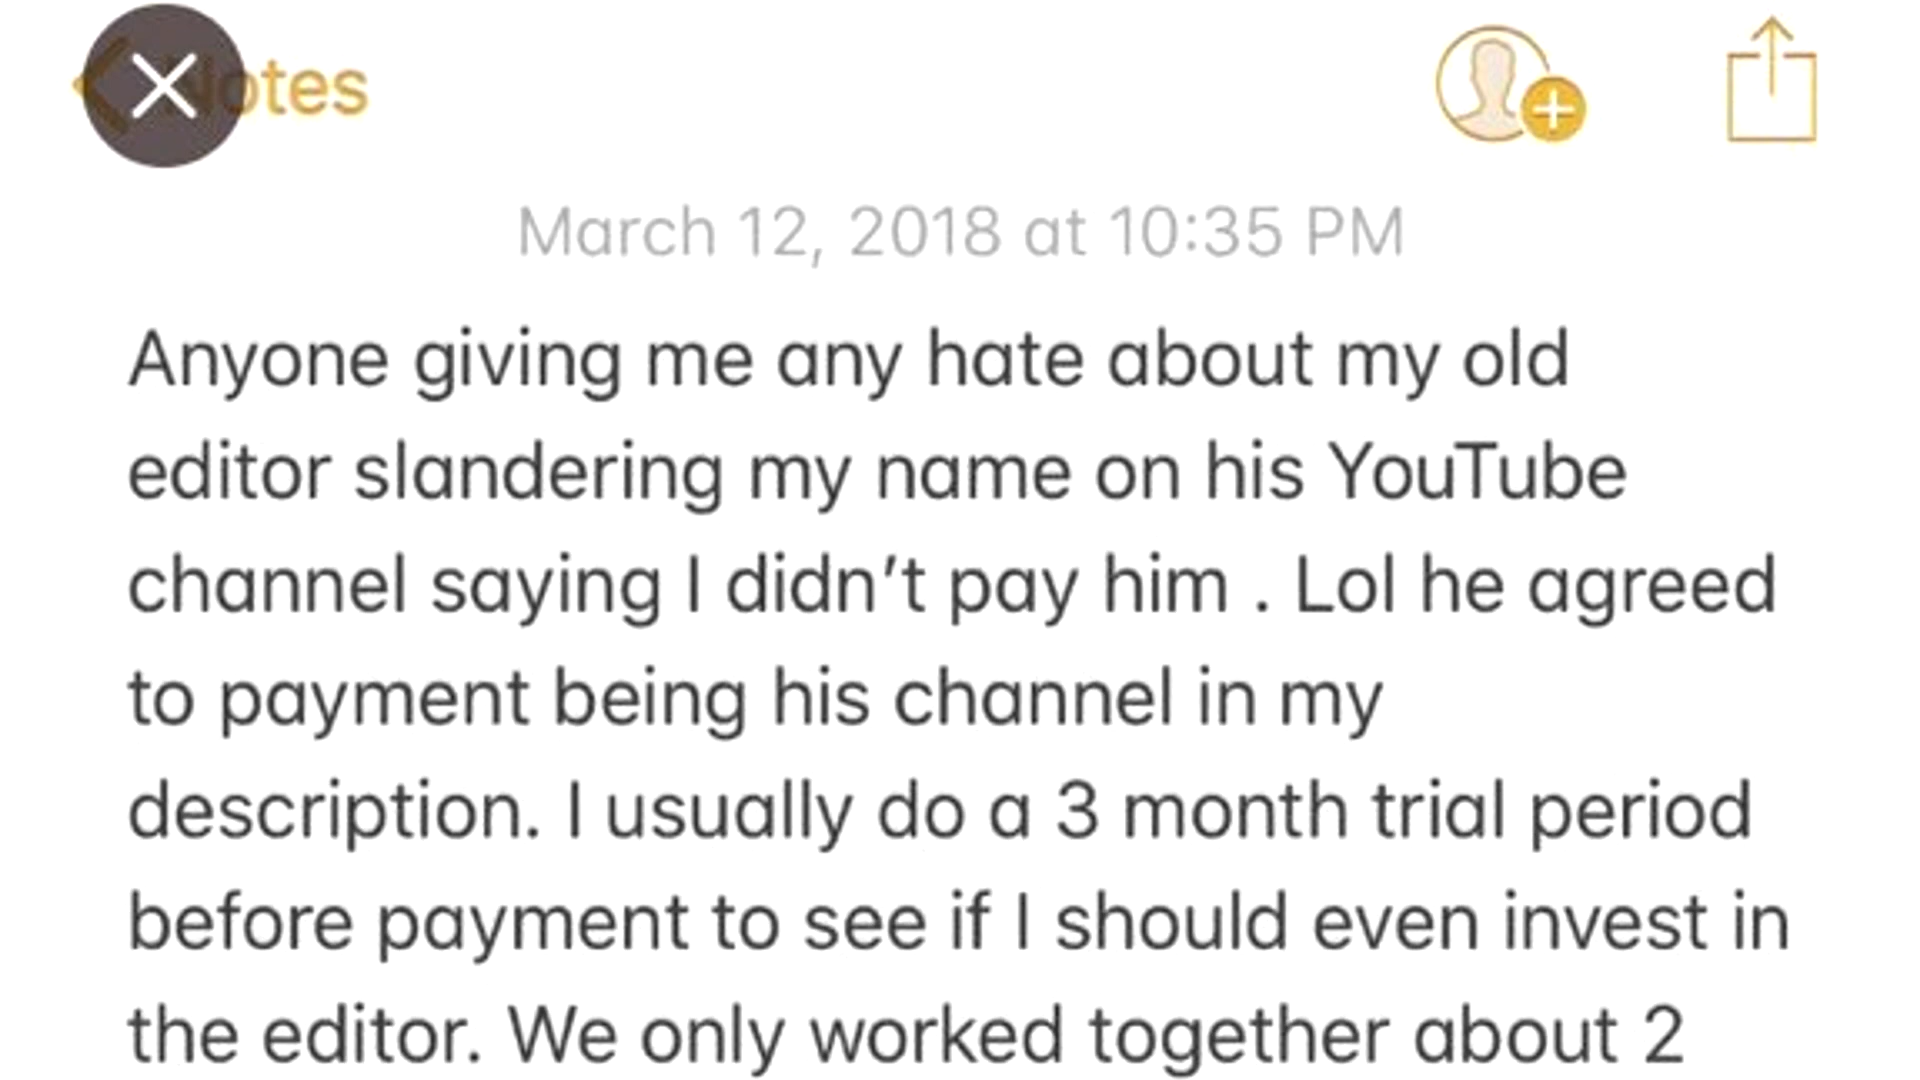 Notes
March 12, 2018 at 10:35 PM
Anyone giving me any hate about my old
editor slandering my name on his YouTube
channel saying I didn’t pay him . Lol he agreed
to payment being his channel in my
description. I usually do a 3 month trial period
before payment to see if I should even invest in
the editor. We only worked together about 2